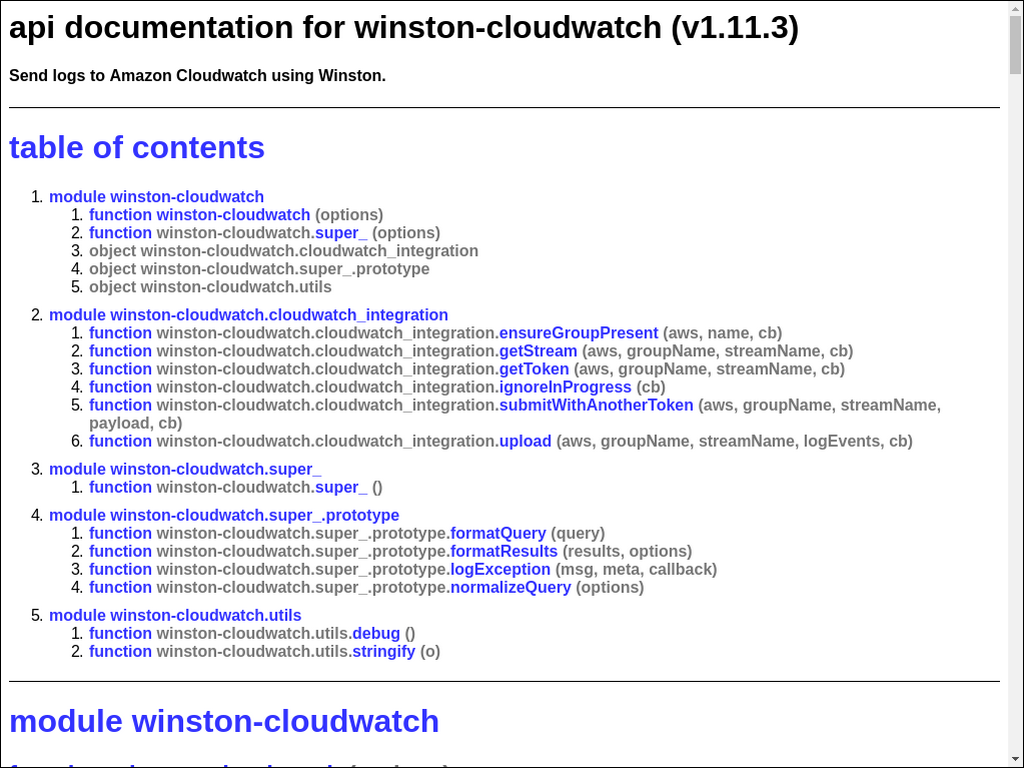 api documentation for winston-cloudwatch (v1.11.3)
Send logs to Amazon Cloudwatch using Winston.
table of contents
1. module winston-cloudwatch
1. function winston-cloudwatch (options)
2. function winston-cloudwatch.super_ (options)
3. object winston-cloudwatch.cloudwatch_integration
4. object winston-cloudwatch.super_.prototype
5. object winston-cloudwatch.utils
2. module winston-cloudwatch.cloudwatch_integration
1. function winston-cloudwatch.cloudwatch_integration.ensureGroupPresent (aws, name, cb)
2. function winston-cloudwatch.cloudwatch_integration.getStream (aws, groupName, streamName, cb)
3. function winston-cloudwatch.cloudwatch_integration.getToken (aws, groupName, streamName, cb)
4. function winston-cloudwatch.cloudwatch_integration.ignoreInProgress (cb)
5. function winston-cloudwatch.cloudwatch_integration.submitWithAnotherToken (aws, groupName, streamName,
payload, cb)
6. function winston-cloudwatch.cloudwatch_integration.upload (aws, groupName, streamName, logEvents, cb)
3. module winston-cloudwatch.super_
1. function winston-cloudwatch.super_ ()
4. module winston-cloudwatch.super_.prototype
1. function winston-cloudwatch.super_.prototype.formatQuery (query)
2. function winston-cloudwatch.super_.prototype.formatResults (results, options)
3. function winston-cloudwatch.super_.prototype.logException (msg, meta, callback)
4. function winston-cloudwatch.super_.prototype.normalizeQuery (options)
5. module winston-cloudwatch.utils
1. function winston-cloudwatch.utils.debug ()
2. function winston-cloudwatch.utils.stringify (o)
module winston-cloudwatch